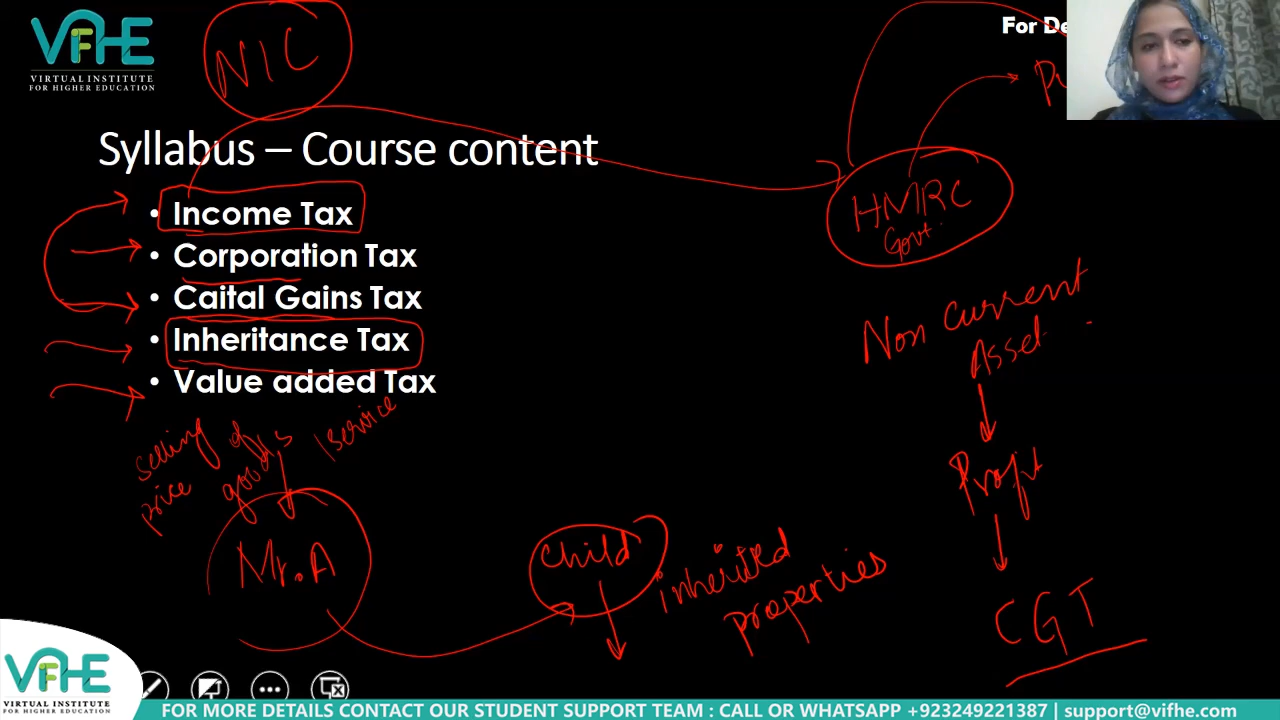 VIFHE
VIRTUAL INSTITUTE
FOR HIGHER EDUCATION
NIC
For De
Syllabus – Course content
• Income Tax
• Corporation Tax
• Caital Gains Tax
• Inheritance Tax
• Value added Tax
HMRC
Govt.
Non Current
Asset
Profit
CGT
selling of
price goods / service
Mr. A
child
inherited
properties
VIFHE
VIRTUAL INSTITUTE
FOR HIGHER EDUCATION
FOR MORE DETAILS CONTACT OUR STUDENT SUPPORT TEAM : CALL OR WHATSAPP +923249221387 | support@vifhe.com